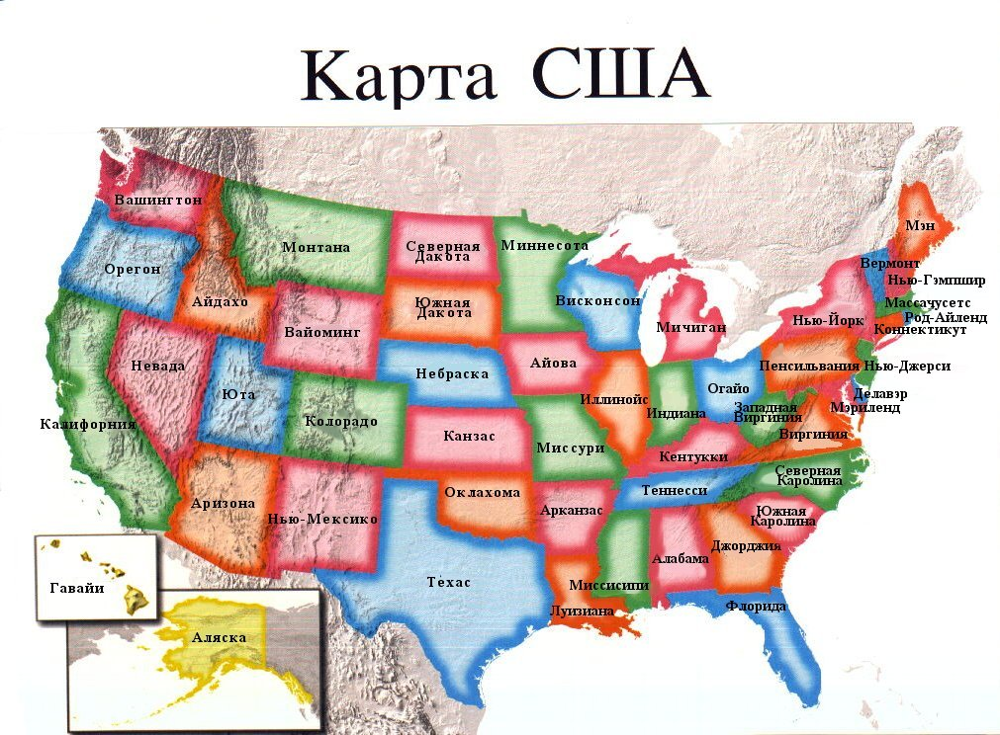 Карта США
Вашингтон
Орегон
Айдахо
Монтана
Северная
Дакота
Южная
Дакота
Миннесота
Висконсин
Мичиган
Мэн
Вермонт
Нью-Гэмпшир
Массачусетс
Род-Айленд
Коннектикут
Нью-Йорк
Вайоминг
Невада
Юта
Колорадо
Небраска
Айова
Иллинойс
Индиана
Огайо
Пенсильвания
Нью-Джерси
Делавэр
Мэриленд
Западная
Виргиния
Виргиния
Калифорния
Канзас
Миссури
Кентукки
Северная
Каролина
Теннесси
Аризона
Нью-Мексико
Оклахома
Арканзас
Южная
Каролина
Джорджия
Алабама
Миссисипи
Техас
Луизиана
Флорида
Гавайи
Аляска